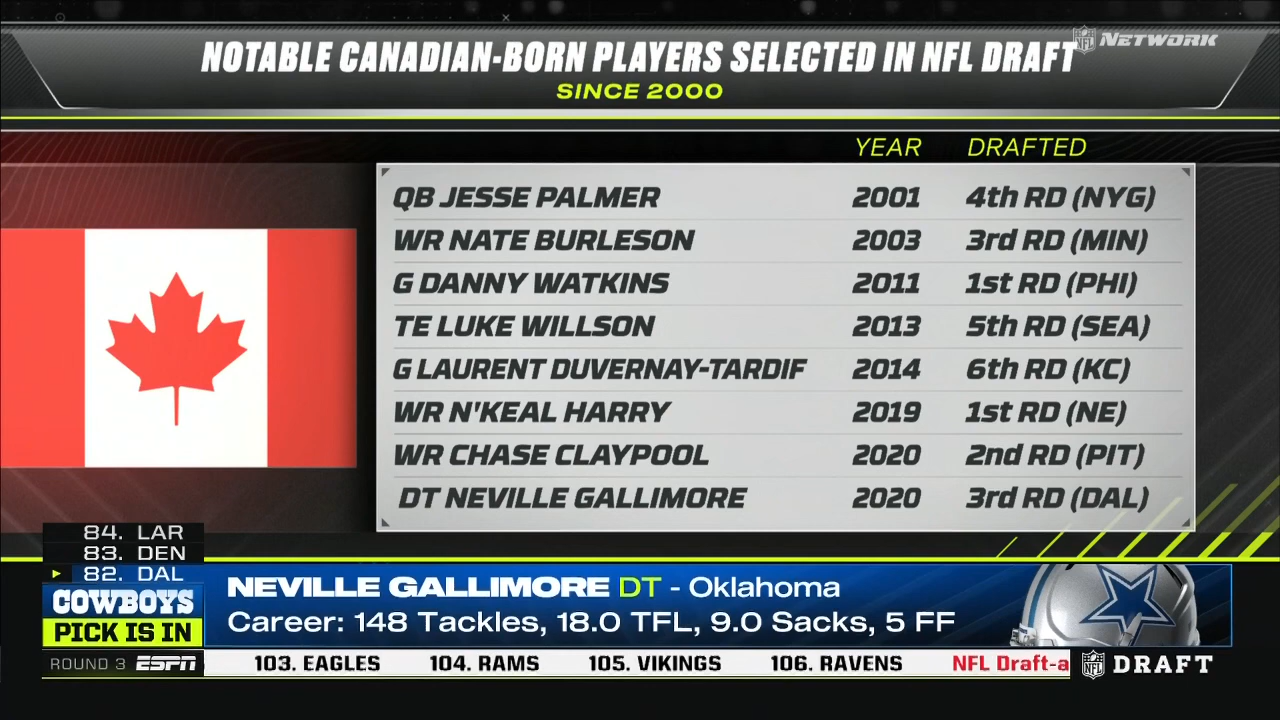 NOTABLE CANADIAN-BORN PLAYERS SELECTED IN NFL DRAFT
NFL NETWORK
SINCE 2000
YEAR DRAFTED
QB JESSE PALMER 2001 4th RD (NYG)
WR NATE BURLESON 2003 3rd RD (MIN)
G DANNY WATKINS 2011 1st RD (PHI)
TE LUKE WILLSON 2013 5th RD (SEA)
G LAURENT DUVERNAY-TARDIF 2014 6th RD (KC)
WR N'KEAL HARRY 2019 1st RD (NE)
WR CHASE CLAYPOOL 2020 2nd RD (PIT)
DT NEVILLE GALLIMORE 2020 3rd RD (DAL)
84. LAR
83. DEN
82. DAL
COWBOYS
PICK IS IN
NEVILLE GALLIMORE DT - Oklahoma
Career: 148 Tackles, 18.0 TFL, 9.0 Sacks, 5 FF
ROUND 3 ESPN 103. EAGLES 104. RAMS 105. VIKINGS 106. RAVENS NFL Draft-a NFL DRAFT